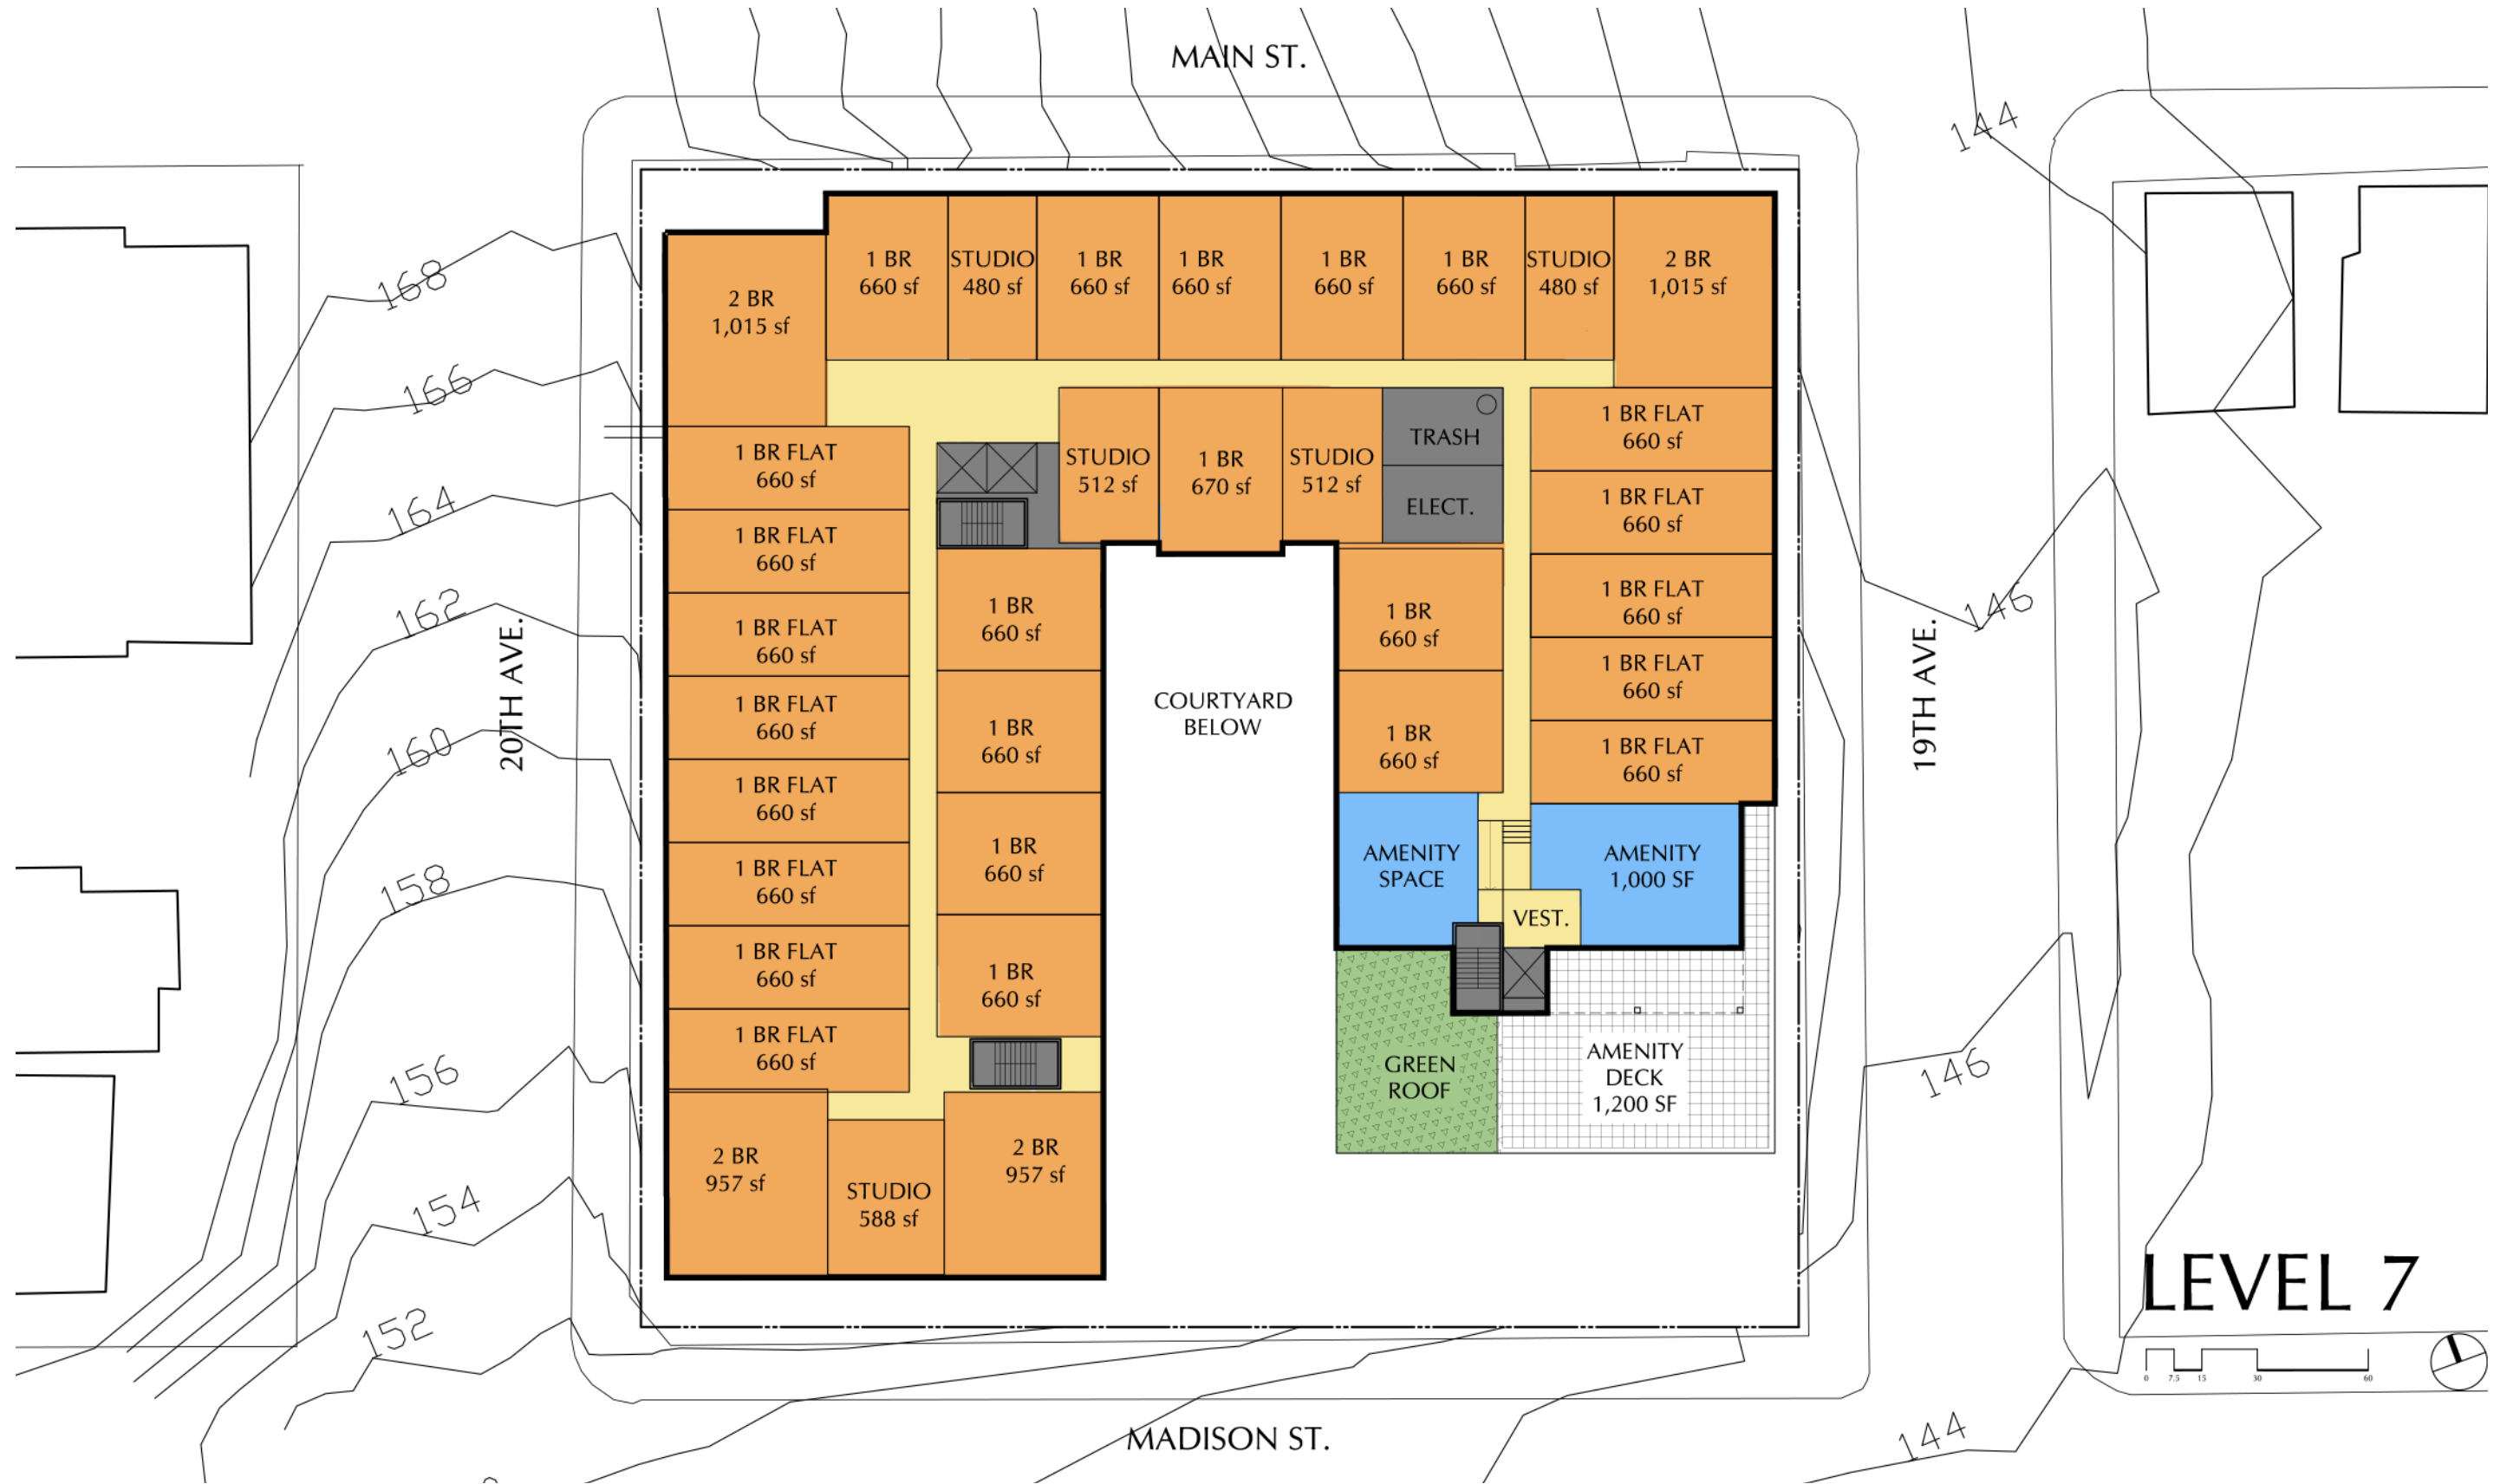 MAIN ST.
144
168
166
164
162
160
158
156
154
152
20TH AVE.
2 BR
1,015 sf
1 BR
660 sf
STUDIO
480 sf
1 BR
660 sf
1 BR
660 sf
1 BR
660 sf
1 BR
660 sf
STUDIO
480 sf
2 BR
1,015 sf
1 BR FLAT
660 sf
1 BR FLAT
660 sf
1 BR FLAT
660 sf
1 BR FLAT
660 sf
1 BR FLAT
660 sf
1 BR FLAT
660 sf
1 BR FLAT
660 sf
1 BR FLAT
660 sf
2 BR
957 sf
STUDIO
588 sf
2 BR
957 sf
1 BR
660 sf
1 BR
660 sf
1 BR
660 sf
1 BR
660 sf
STUDIO
512 sf
1 BR
670 sf
STUDIO
512 sf
TRASH
ELECT.
COURTYARD
BELOW
1 BR
660 sf
1 BR
660 sf
1 BR FLAT
660 sf
1 BR FLAT
660 sf
1 BR FLAT
660 sf
1 BR FLAT
660 sf
1 BR FLAT
660 sf
AMENITY
SPACE
AMENITY
1,000 SF
VEST.
GREEN
ROOF
AMENITY
DECK
1,200 SF
19TH AVE.
146
146
144
LEVEL 7
0 7.5 15 30 60
MADISON ST.